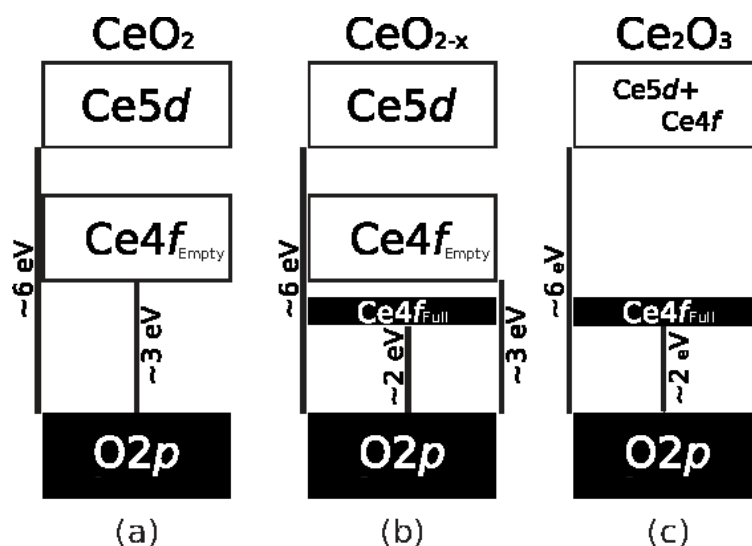 CeO2
Ce5d
Ce4fEmpty
O2p
~6 eV
~3 eV
(a)
CeO2-x
Ce5d
Ce4fEmpty
Ce4fFull
O2p
~6 eV
~2 eV
~3 eV
(b)
Ce2O3
Ce5d+
Ce4f
Ce4fFull
O2p
~6 eV
~2 eV
(c)